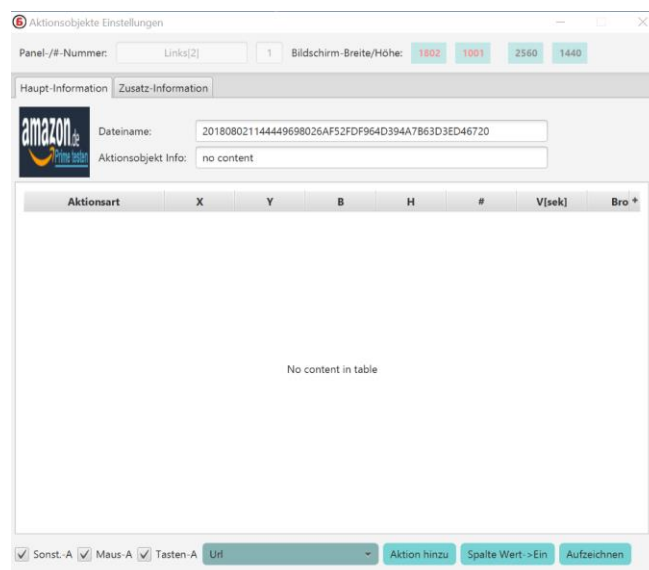 Aktionsobjekte Einstellungen
Panel-/#-Nummer: Links[2] 1 Bildschirm-Breite/Höhe: 1802 1001 2560 1440
Haupt-Information Zusatz-Information
amazon.de
Prime testen
Dateiname: 201808021144449698026AF52FDF964D394A7B63D3ED46720
Aktionsobjekt Info: no content
Aktionsart X Y B H # V[sek] Bro +
No content in table
Sonst.-A Maus-A Tasten-A Url Aktion hinzu Spalte Wert->Ein Aufzeichnen